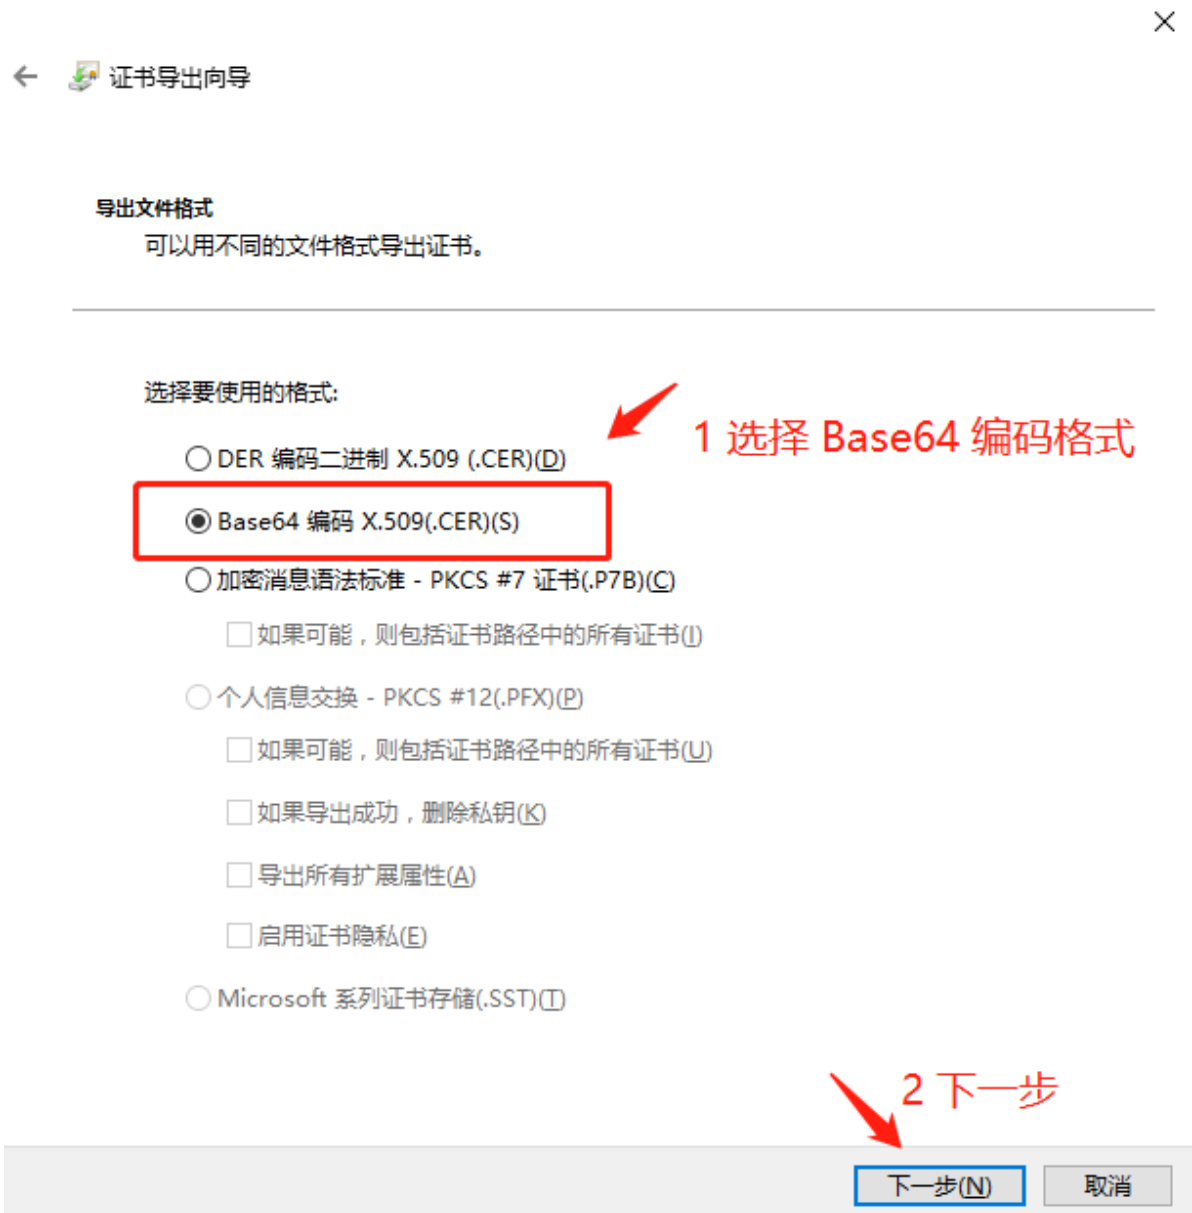 证书导出向导
导出文件格式
可以用不同的文件格式导出证书。
选择要使用的格式:
1 选择 Base64 编码格式
DER 编码二进制 X.509 (.CER)(D)
Base64 编码 X.509(.CER)(S)
加密消息语法标准 - PKCS #7 证书(.P7B)(C)
如果可能，则包括证书路径中的所有证书(I)
个人信息交换 - PKCS #12(.PFX)(P)
如果可能，则包括证书路径中的所有证书(U)
如果导出成功，删除私钥(K)
导出所有扩展属性(A)
启用证书隐私(E)
Microsoft 系列证书存储(.SST)(T)
2 下一步
下一步(N)
取消